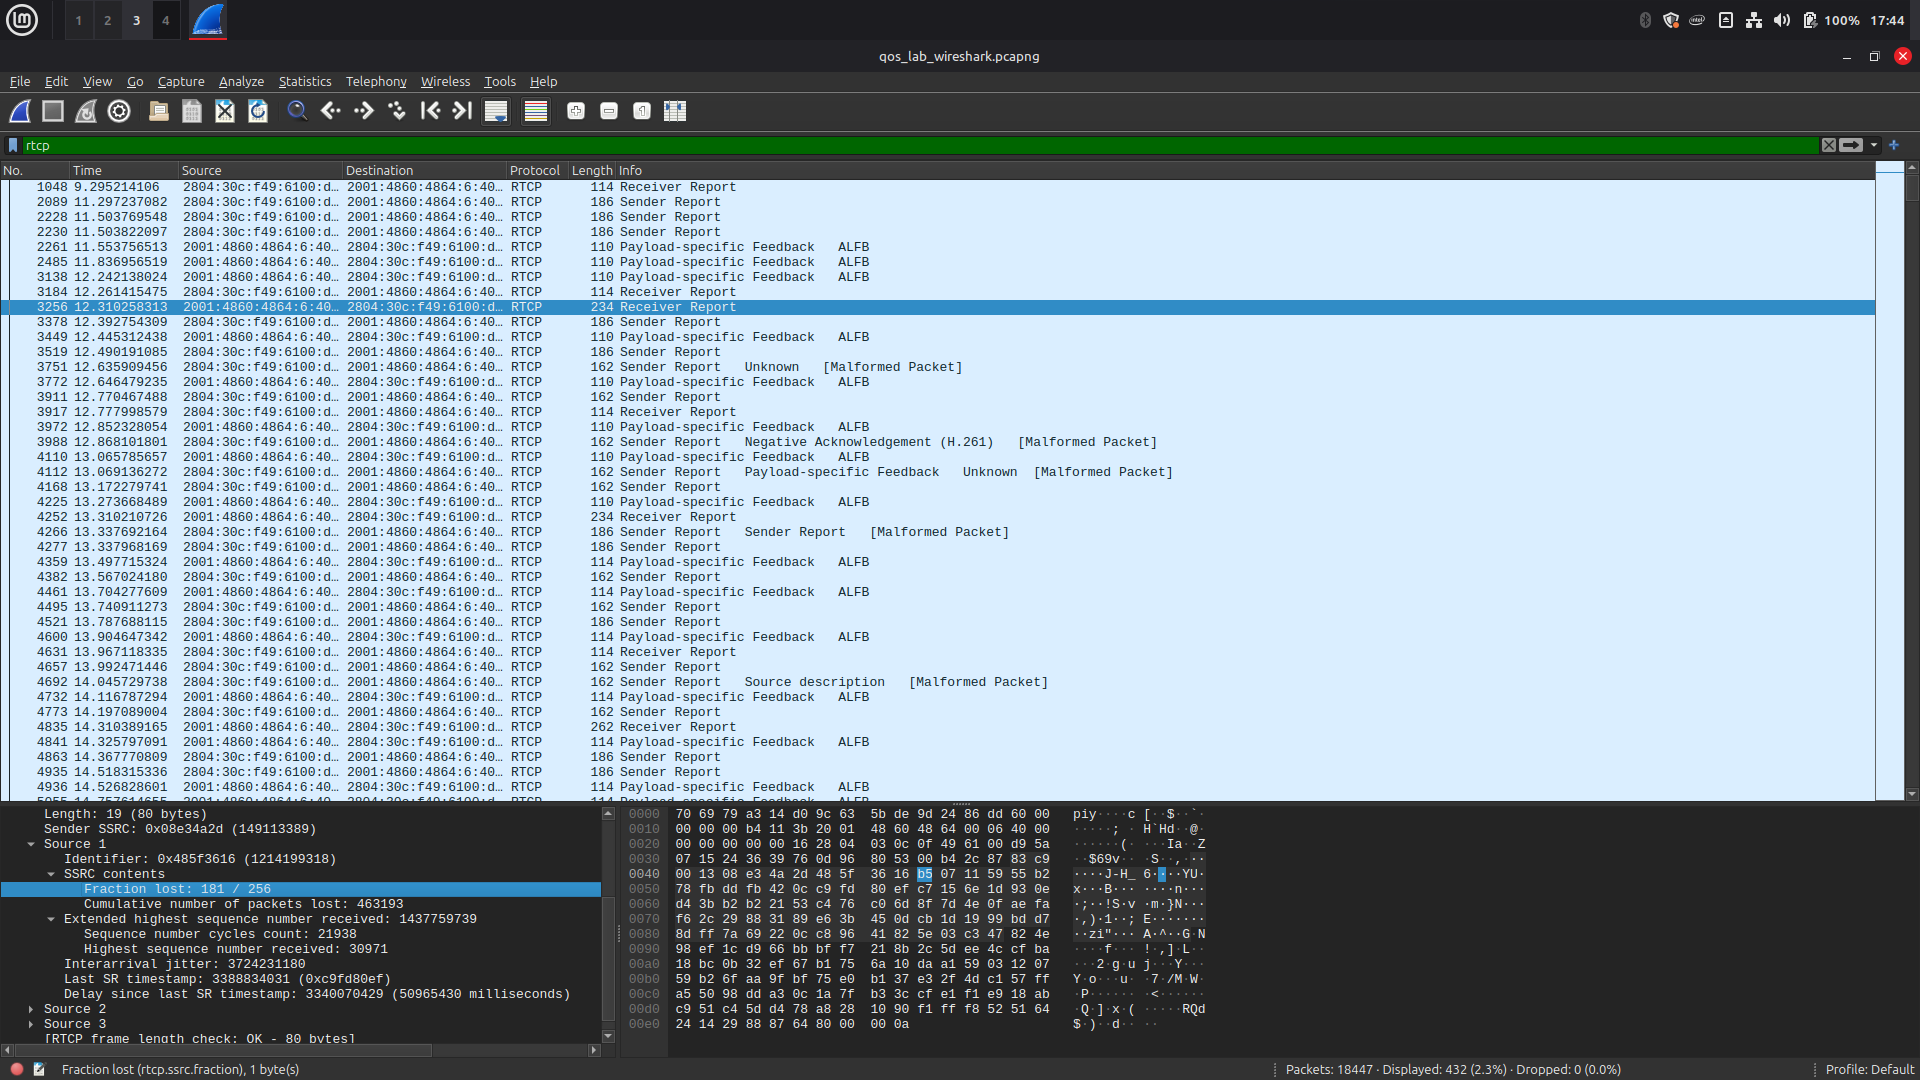 1 2 3 4 100% 17:44
qos_lab_wireshark.pcapng
File Edit View Go Capture Analyze Statistics Telephony Wireless Tools Help
rtcp
No. Time Source Destination Protocol Length Info
1048 9.295214106 2804:30c:f49:6100:d… 2001:4860:4864:6:40… RTCP 114 Receiver Report
2089 11.297237082 2804:30c:f49:6100:d… 2001:4860:4864:6:40… RTCP 186 Sender Report
2228 11.503769548 2804:30c:f49:6100:d… 2001:4860:4864:6:40… RTCP 186 Sender Report
2230 11.503822097 2804:30c:f49:6100:d… 2001:4860:4864:6:40… RTCP 186 Sender Report
2261 11.553756513 2001:4860:4864:6:40… 2804:30c:f49:6100:d… RTCP 110 Payload-specific Feedback ALFB
2485 11.836956519 2001:4860:4864:6:40… 2804:30c:f49:6100:d… RTCP 110 Payload-specific Feedback ALFB
3138 12.242138024 2001:4860:4864:6:40… 2804:30c:f49:6100:d… RTCP 110 Payload-specific Feedback ALFB
3184 12.261415475 2804:30c:f49:6100:d… 2001:4860:4864:6:40… RTCP 114 Receiver Report
3256 12.310258313 2001:4860:4864:6:40… 2804:30c:f49:6100:d… RTCP 234 Receiver Report
3378 12.392754309 2804:30c:f49:6100:d… 2001:4860:4864:6:40… RTCP 186 Sender Report
3449 12.445312438 2001:4860:4864:6:40… 2804:30c:f49:6100:d… RTCP 110 Payload-specific Feedback ALFB
3519 12.490191085 2804:30c:f49:6100:d… 2001:4860:4864:6:40… RTCP 186 Sender Report
3751 12.635909456 2804:30c:f49:6100:d… 2001:4860:4864:6:40… RTCP 162 Sender Report Unknown [Malformed Packet]
3772 12.646479235 2001:4860:4864:6:40… 2804:30c:f49:6100:d… RTCP 110 Payload-specific Feedback ALFB
3911 12.770467488 2804:30c:f49:6100:d… 2001:4860:4864:6:40… RTCP 162 Sender Report
3917 12.777998579 2804:30c:f49:6100:d… 2001:4860:4864:6:40… RTCP 114 Receiver Report
3972 12.852328054 2001:4860:4864:6:40… 2804:30c:f49:6100:d… RTCP 110 Payload-specific Feedback ALFB
3988 12.868101801 2804:30c:f49:6100:d… 2001:4860:4864:6:40… RTCP 162 Sender Report Negative Acknowledgement (H.261) [Malformed Packet]
4110 13.065785657 2001:4860:4864:6:40… 2804:30c:f49:6100:d… RTCP 110 Payload-specific Feedback ALFB
4112 13.069136272 2804:30c:f49:6100:d… 2001:4860:4864:6:40… RTCP 162 Sender Report Payload-specific Feedback Unknown [Malformed Packet]
4168 13.172279741 2804:30c:f49:6100:d… 2001:4860:4864:6:40… RTCP 162 Sender Report
4225 13.273668489 2001:4860:4864:6:40… 2804:30c:f49:6100:d… RTCP 110 Payload-specific Feedback ALFB
4252 13.310210726 2001:4860:4864:6:40… 2804:30c:f49:6100:d… RTCP 234 Receiver Report
4266 13.337692164 2804:30c:f49:6100:d… 2001:4860:4864:6:40… RTCP 186 Sender Report Sender Report [Malformed Packet]
4277 13.337968169 2804:30c:f49:6100:d… 2001:4860:4864:6:40… RTCP 186 Sender Report
4359 13.497715324 2001:4860:4864:6:40… 2804:30c:f49:6100:d… RTCP 114 Payload-specific Feedback ALFB
4382 13.567024180 2804:30c:f49:6100:d… 2001:4860:4864:6:40… RTCP 162 Sender Report
4461 13.704277609 2001:4860:4864:6:40… 2804:30c:f49:6100:d… RTCP 114 Payload-specific Feedback ALFB
4495 13.740911273 2804:30c:f49:6100:d… 2001:4860:4864:6:40… RTCP 162 Sender Report
4521 13.787688115 2804:30c:f49:6100:d… 2001:4860:4864:6:40… RTCP 186 Sender Report
4600 13.904647342 2001:4860:4864:6:40… 2804:30c:f49:6100:d… RTCP 114 Payload-specific Feedback ALFB
4631 13.967118335 2804:30c:f49:6100:d… 2001:4860:4864:6:40… RTCP 114 Receiver Report
4657 13.992471446 2804:30c:f49:6100:d… 2001:4860:4864:6:40… RTCP 162 Sender Report
4692 14.045729738 2804:30c:f49:6100:d… 2001:4860:4864:6:40… RTCP 162 Sender Report Source description [Malformed Packet]
4732 14.116787294 2001:4860:4864:6:40… 2804:30c:f49:6100:d… RTCP 114 Payload-specific Feedback ALFB
4773 14.197089004 2804:30c:f49:6100:d… 2001:4860:4864:6:40… RTCP 162 Sender Report
4835 14.310389165 2001:4860:4864:6:40… 2804:30c:f49:6100:d… RTCP 262 Receiver Report
4841 14.325797091 2001:4860:4864:6:40… 2804:30c:f49:6100:d… RTCP 114 Payload-specific Feedback ALFB
4863 14.367770809 2804:30c:f49:6100:d… 2001:4860:4864:6:40… RTCP 186 Sender Report
4935 14.518315336 2804:30c:f49:6100:d… 2001:4860:4864:6:40… RTCP 186 Sender Report
4936 14.526828601 2001:4860:4864:6:40… 2804:30c:f49:6100:d… RTCP 114 Payload-specific Feedback ALFB
Length: 19 (80 bytes)
Sender SSRC: 0x08e34a2d (149113389)
Source 1
Identifier: 0x485f3616 (1214199318)
SSRC contents
Fraction lost: 181 / 256
Cumulative number of packets lost: 463193
Extended highest sequence number received: 1437759739
Sequence number cycles count: 21938
Highest sequence number received: 30971
Interarrival jitter: 3724231180
Last SR timestamp: 3388834031 (0xc9fd80ef)
Delay since last SR timestamp: 3340070429 (50965430 milliseconds)
Source 2
Source 3
[RTCP frame length check: OK - 80 bytes]
0000 70 69 79 a3 14 d0 9c 63 5b de 9d 24 86 dd 60 00 piy····c [··$··`·
0010 00 00 00 b4 11 3b 20 01 48 60 48 64 00 06 40 00 ·····; · H`Hd··@·
0020 00 00 00 00 00 16 28 04 03 0c 0f 49 61 00 d9 5a ······(· ···Ia··Z
0030 07 15 24 36 39 76 0d 96 80 53 00 b4 2c 87 83 c9 ··$69v·· ·S··,···
0040 00 13 08 e3 4a 2d 48 5f 36 16 b5 07 11 59 55 b2 ····J-H_ 6····YU·
0050 78 fb dd fb 42 0c c9 fd 80 ef c7 15 6e 1d 93 0e x···B··· ····n···
0060 d4 3b b2 b2 21 53 c4 76 c0 6d 8f 7d 4e 0f ae fa ·;··!S·v ·m·}N···
0070 f6 2c 29 88 31 89 e6 3b 45 0d cb 1d 19 99 bd d7 ·,)·1··; E·······
0080 8d ff 7a 69 22 0c c8 96 41 82 5e 03 c3 47 82 4e ··zi"··· A·^··G·N
0090 98 ef 1c d9 66 bb bf f7 21 8b 2c 5d ee 4c cf ba ····f··· !·,]·L··
00a0 18 bc 0b 32 ef 67 b1 75 6a 10 da a1 59 03 12 07 ···2·g·u j···Y···
00b0 59 b2 6f aa 9f bf 75 e0 b1 37 e3 2f 4d c1 57 ff Y·o···u· ·7·/M·W·
00c0 a5 50 98 dd a3 0c 1a 7f b3 3c cf e1 f1 e9 18 ab ·P······ ·<······
00d0 c9 51 c4 5d d4 78 a8 28 10 90 f1 ff f8 52 51 64 ·Q·]·x·( ·····RQd
00e0 24 14 29 88 87 64 80 00 00 0a $·)··d·· ··
Fraction lost (rtcp.ssrc.fraction), 1 byte(s) Packets: 18447 · Displayed: 432 (2.3%) · Dropped: 0 (0.0%) Profile: Default